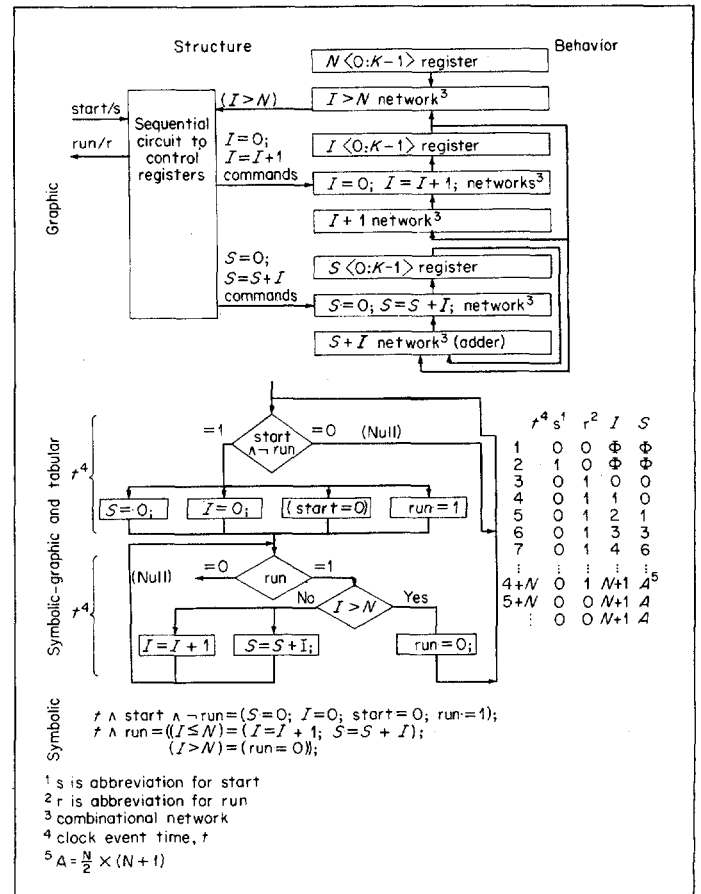 Structure
Behavior
N⟨0:K−1⟩ register
(I>N)
I>N network³
start/s
run/r
Sequential
circuit to
control
registers
I=0;
I=I+1
commands
I⟨0:K−1⟩ register
I=0; I=I+1; networks³
I+1 network³
S=0;
S=S+I
commands
S⟨0:K−1⟩ register
S=0; S=S+I; network³
S+I network³ (adder)
Graphic
=1
start
∧¬ run
=0
(Null)
t⁴
S=0;
I=0;
(start=0)
run=1
(Null)
=0
run
=1
No
I>N
Yes
t⁴
I=I+1
S=S+I;
run=0;
Symbolic-graphic and tabular
t⁴ s¹ r² I S
1 0 0 Φ Φ
2 1 0 Φ Φ
3 0 1 0 0
4 0 1 1 0
5 0 1 2 1
6 0 1 3 3
7 0 1 4 6
⋮ ⋮ ⋮ ⋮
4+N 0 1 N+1 A⁵
5+N 0 0 N+1 A
⋮ 0 0 N+1 A
Symbolic
t ∧ start ∧ ¬run=(S=0; I=0; start=0; run=1);
t ∧ run=((I≤N)=(I=I+1; S=S+I);
(I>N)=(run=0));
¹ s is abbreviation for start
² r is abbreviation for run
³ combinational network
⁴ clock event time, t
⁵ A=N/2 ×(N+1)